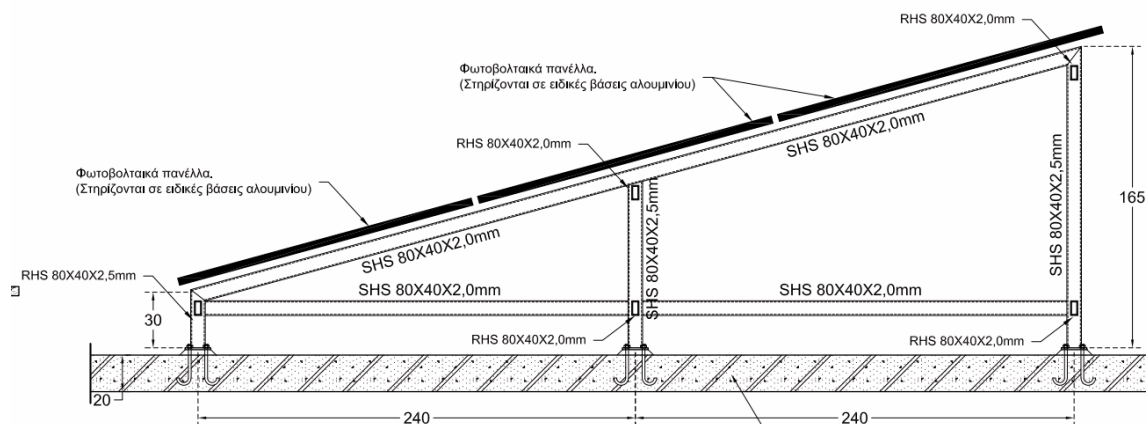 RHS 80X40X2,0mm
Φωτοβολταικά πανέλλα.
(Στηρίζονται σε ειδικές βάσεις αλουμινίου)
RHS 80X40X2,0mm
SHS 80X40X2,0mm
Φωτοβολταικά πανέλλα.
(Στηρίζονται σε ειδικές βάσεις αλουμινίου)
SHS 80X40X2,0mm
SHS 80X40X2,5mm
SHS 80X40X2,5mm
165
RHS 80X40X2,5mm
SHS 80X40X2,0mm
SHS 80X40X2,0mm
30
RHS 80X40X2,0mm
RHS 80X40X2,0mm
20
240
240